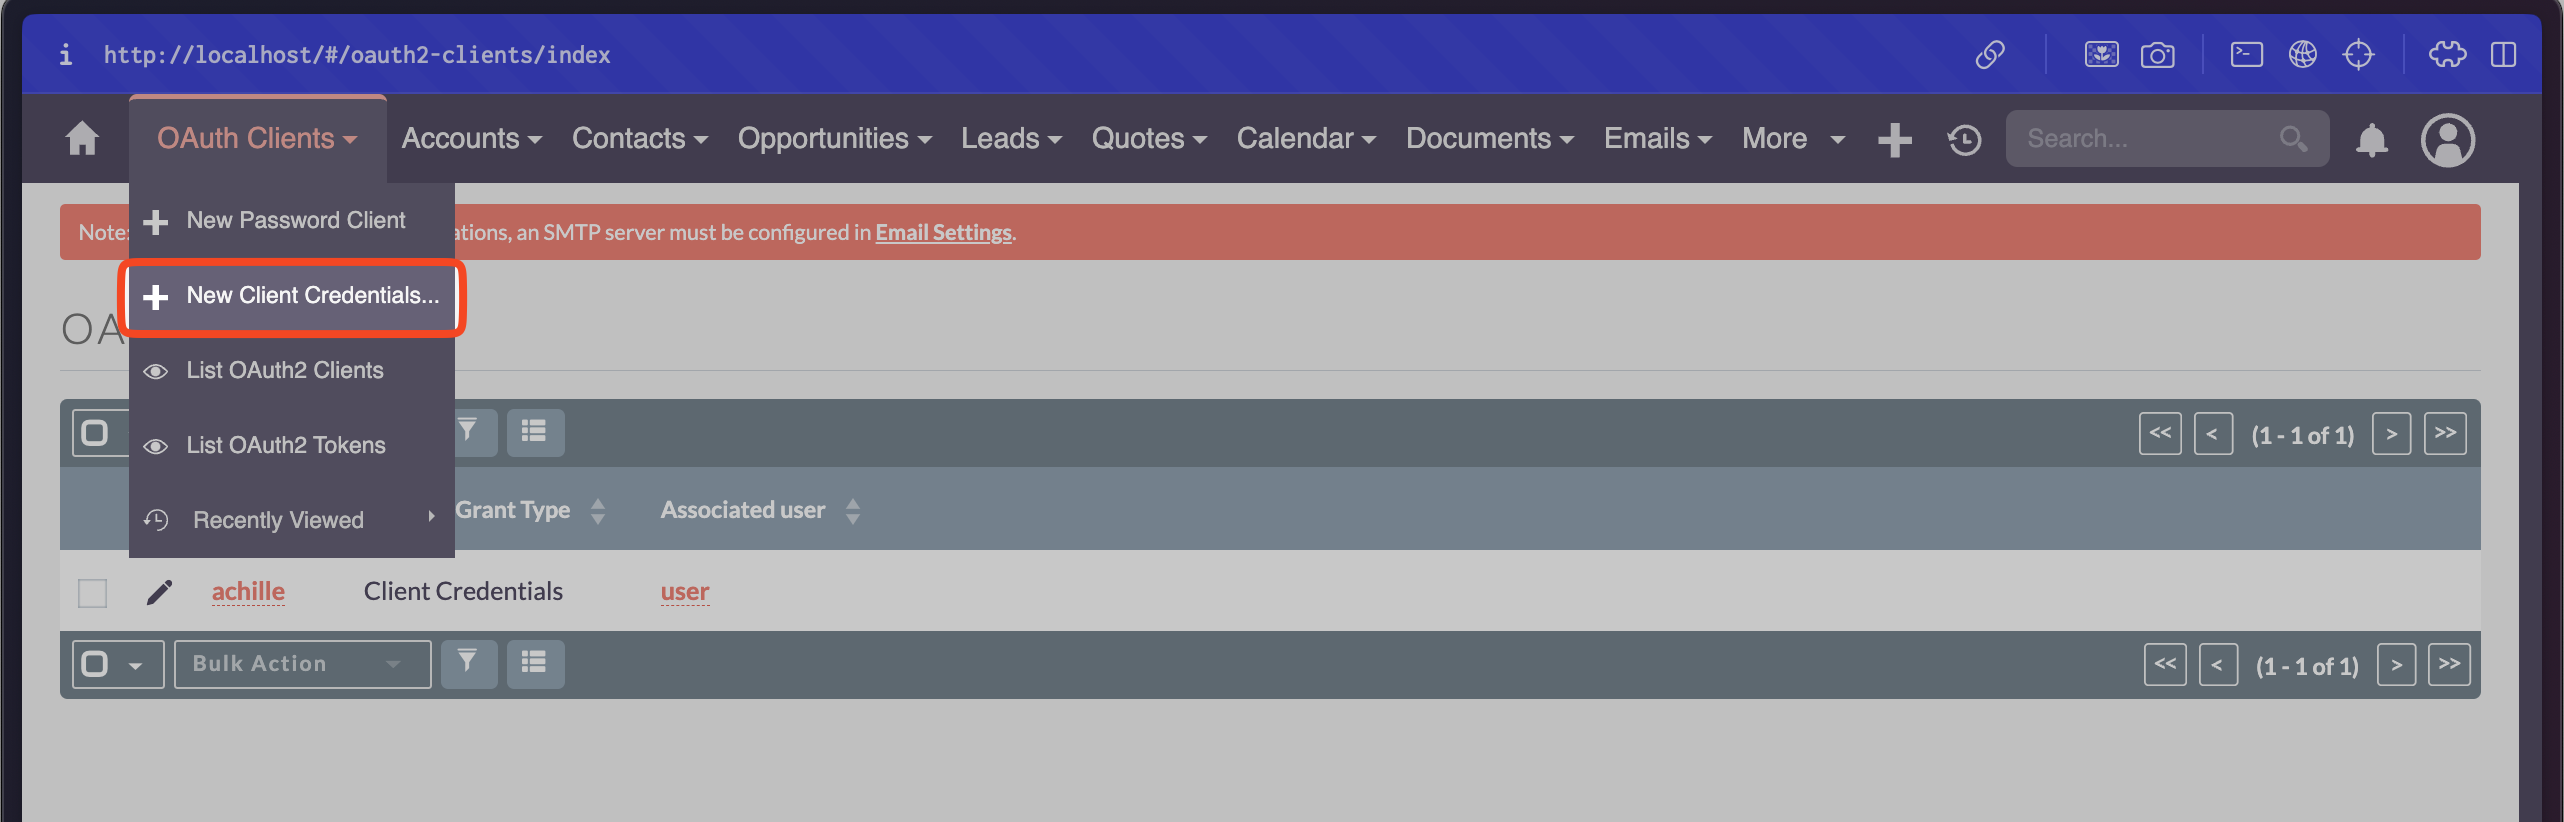 http://localhost/#/oauth2-clients/index
OAuth Clients Accounts Contacts Opportunities Leads Quotes Calendar Documents Emails More Search...
New Password Client
Note: ations, an SMTP server must be configured in Email Settings.
New Client Credentials...
OA
List OAuth2 Clients
List OAuth2 Tokens
<< < (1 - 1 of 1) > >>
Recently Viewed
Grant Type Associated user
achille Client Credentials user
Bulk Action << < (1 - 1 of 1) > >>